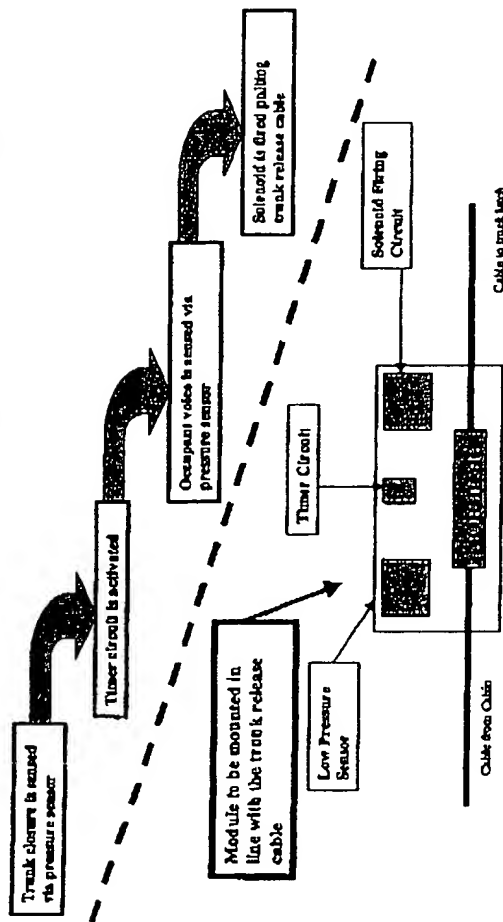 Trunk closure is sensed
via pressure sensor
Timer circuit is activated
Occupant voice is sensed via
pressure sensor
Solenoid is fired pulling
trunk release cable
Module to be mounted in
line with the trunk release
cable
Low Pressure
Sensor
Timer Circuit
Solenoid Firing
Circuit
Cable from Cabin
Cable to trunk latch